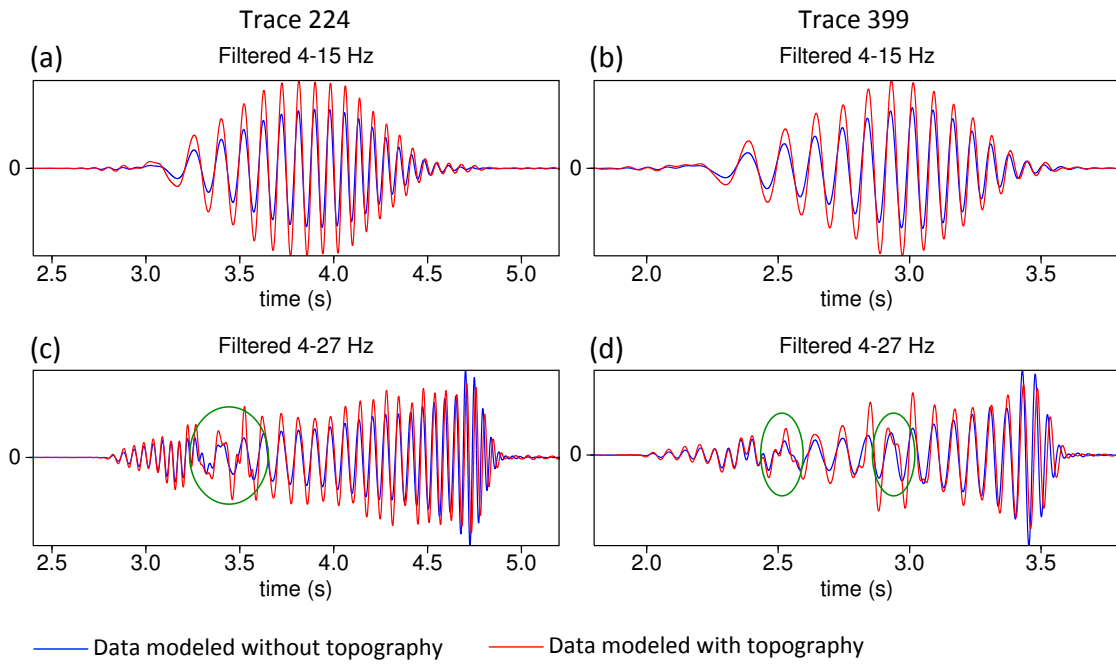 Trace 224
Trace 399
(a)
Filtered 4-15 Hz
(b)
Filtered 4-15 Hz
0
0
2.5 3.0 3.5 4.0 4.5 5.0
2.0 2.5 3.0 3.5
time (s)
time (s)
(c)
Filtered 4-27 Hz
(d)
Filtered 4-27 Hz
0
0
2.5 3.0 3.5 4.0 4.5 5.0
2.0 2.5 3.0 3.5
time (s)
time (s)
Data modeled without topography
Data modeled with topography